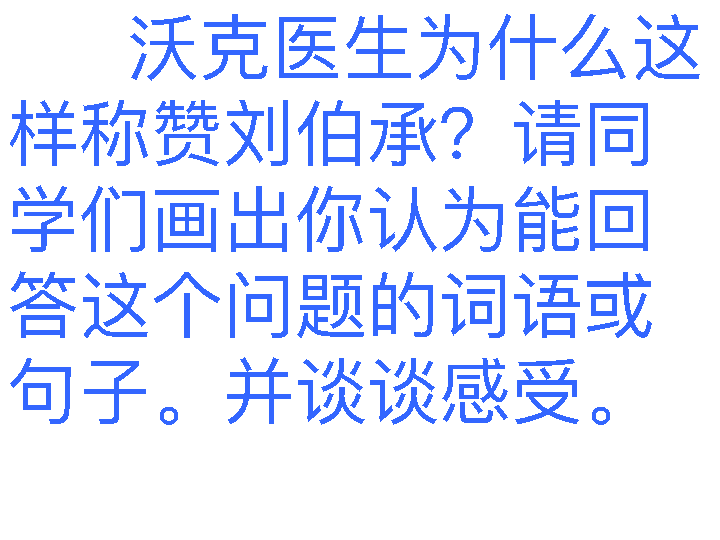 沃克医生为什么这
样称赞刘伯承？请同
学们画出你认为能回
答这个问题的词语或
句子。并谈谈感受。